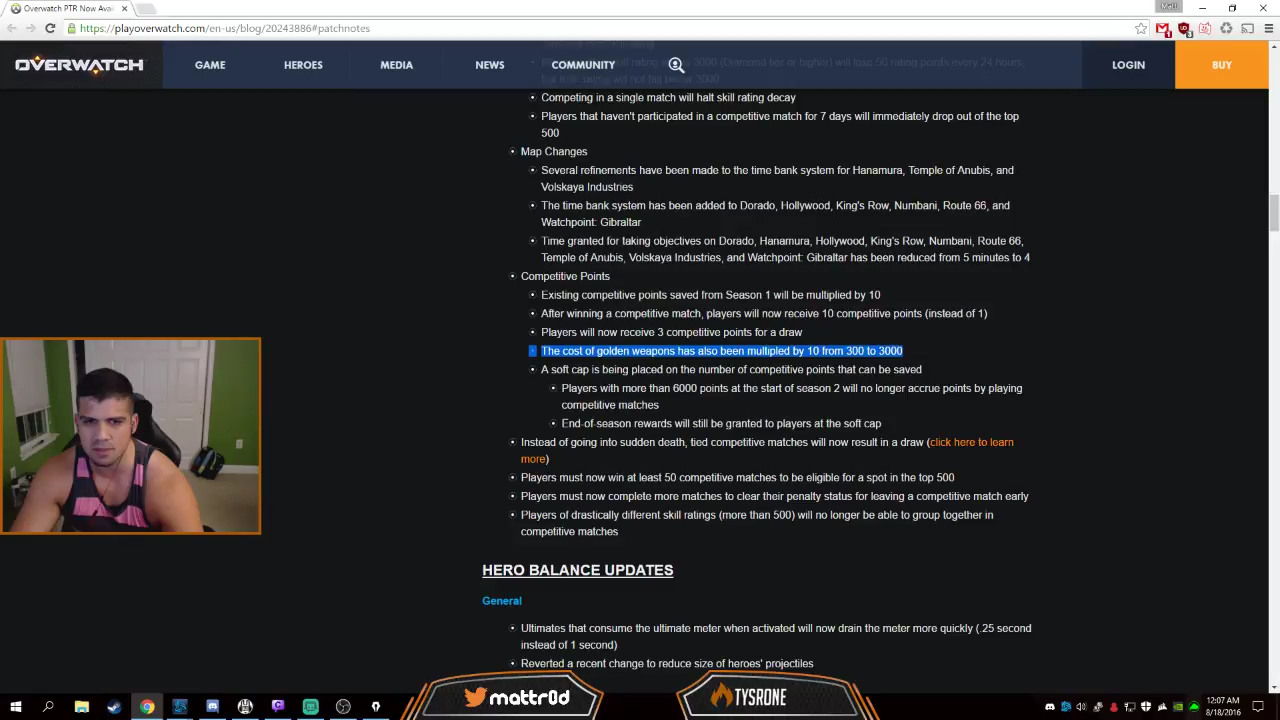 Overwatch PTR Now Avai
Matt
https://playoverwatch.com/en-us/blog/20243886#patchnotes
OVERWATCH
GAME
HEROES
MEDIA
NEWS
COMMUNITY
LOGIN
BUY
3000 (Diamond tier or higher) will lose 50 rating points every 24 hours,
Competing in a single match will halt skill rating decay
Players that haven't participated in a competitive match for 7 days will immediately drop out of the top
500
Map Changes
Several refinements have been made to the time bank system for Hanamura, Temple of Anubis, and
Volskaya Industries
The time bank system has been added to Dorado, Hollywood, King's Row, Numbani, Route 66, and
Watchpoint: Gibraltar
Time granted for taking objectives on Dorado, Hanamura, Hollywood, King's Row, Numbani, Route 66,
Temple of Anubis, Volskaya Industries, and Watchpoint: Gibraltar has been reduced from 5 minutes to 4
Competitive Points
Existing competitive points saved from Season 1 will be multiplied by 10
After winning a competitive match, players will now receive 10 competitive points (instead of 1)
Players will now receive 3 competitive points for a draw
The cost of golden weapons has also been multipled by 10 from 300 to 3000
A soft cap is being placed on the number of competitive points that can be saved
Players with more than 6000 points at the start of season 2 will no longer accrue points by playing
competitive matches
End-of-season rewards will still be granted to players at the soft cap
Instead of going into sudden death, tied competitive matches will now result in a draw (click here to learn
more)
Players must now win at least 50 competitive matches to be eligible for a spot in the top 500
Players must now complete more matches to clear their penalty status for leaving a competitive match early
Players of drastically different skill ratings (more than 500) will no longer be able to group together in
competitive matches
HERO BALANCE UPDATES
General
Ultimates that consume the ultimate meter when activated will now drain the meter more quickly (.25 second
instead of 1 second)
Reverted a recent change to reduce size of heroes' projectiles
mattr0d
TYSRONE
12:07 AM
8/18/2016